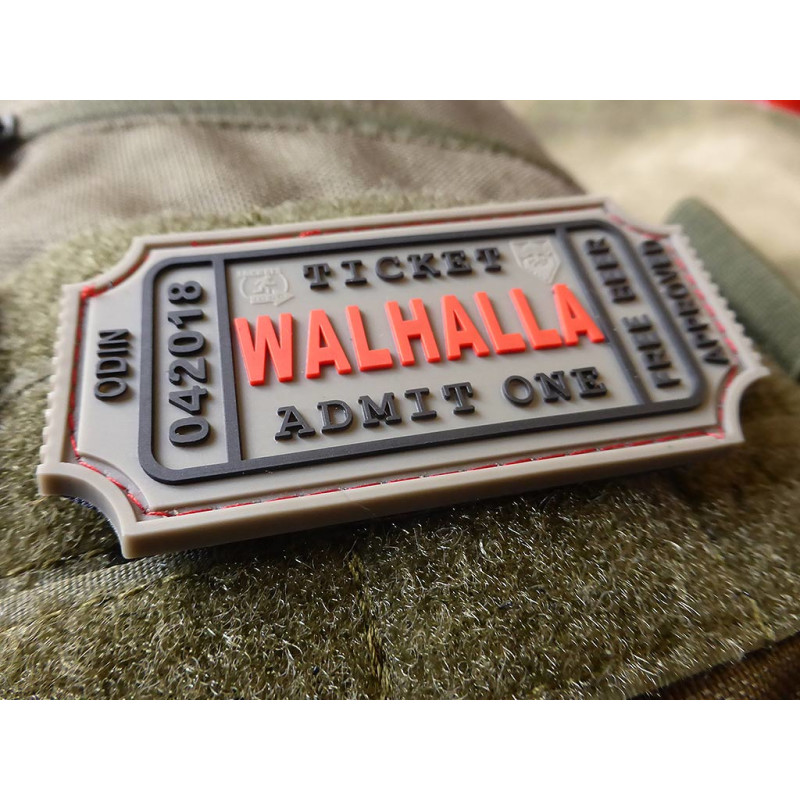 ODIN
042018
TICKET
WALHALLA
ADMIT ONE
FREE BEER
APPROVED